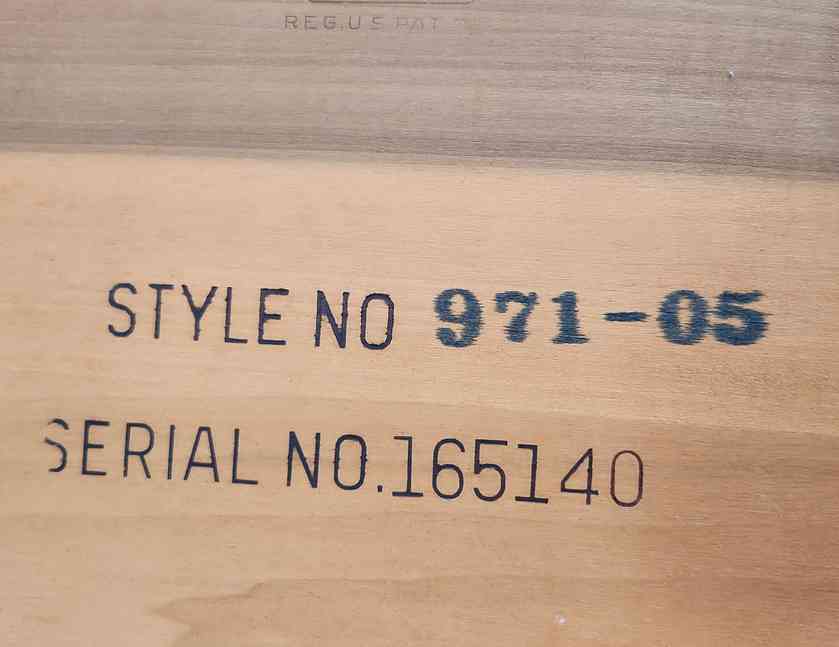 REG.U S PAT
STYLE NO 971-05
SERIAL NO.165140